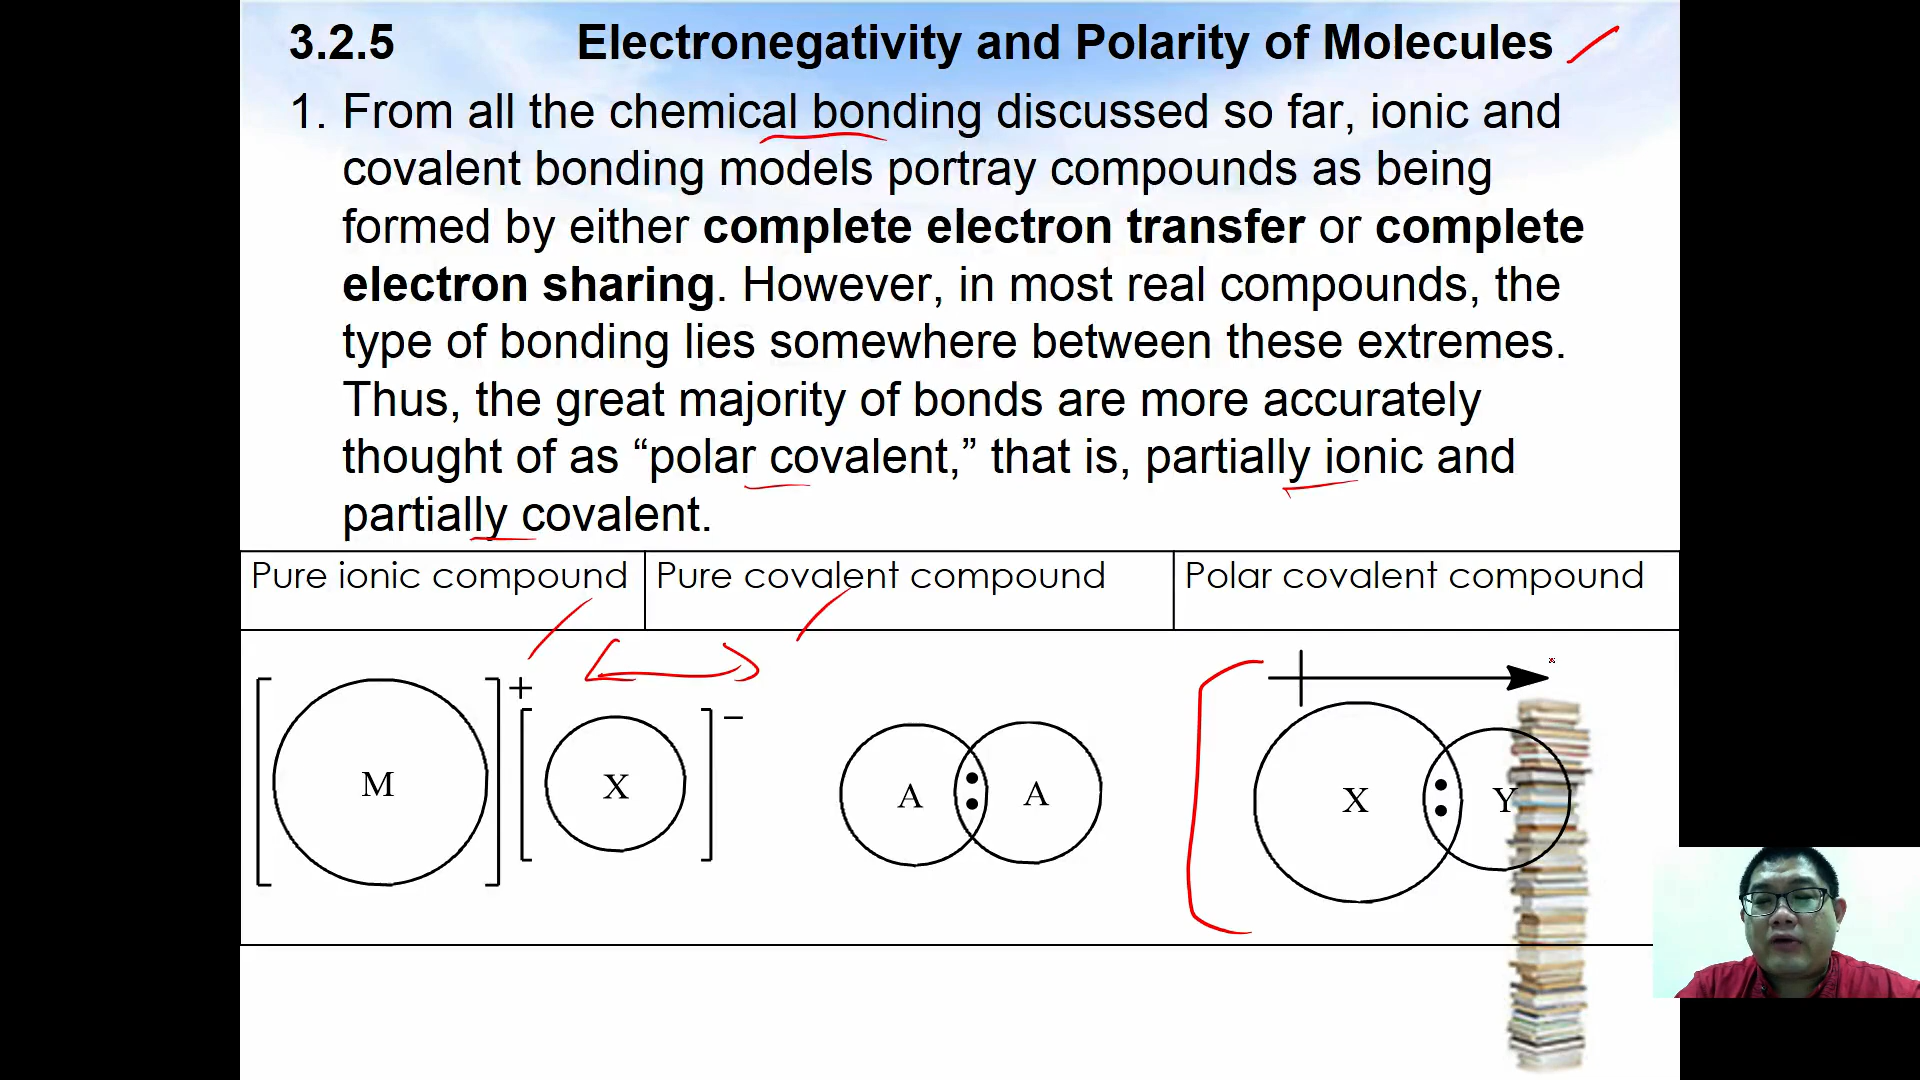 3.2.5 Electronegativity and Polarity of Molecules
1. From all the chemical bonding discussed so far, ionic and
covalent bonding models portray compounds as being
formed by either complete electron transfer or complete
electron sharing. However, in most real compounds, the
type of bonding lies somewhere between these extremes.
Thus, the great majority of bonds are more accurately
thought of as “polar covalent,” that is, partially ionic and
partially covalent.
Pure ionic compound Pure covalent compound Polar covalent compound
+
–
M X A A X Y